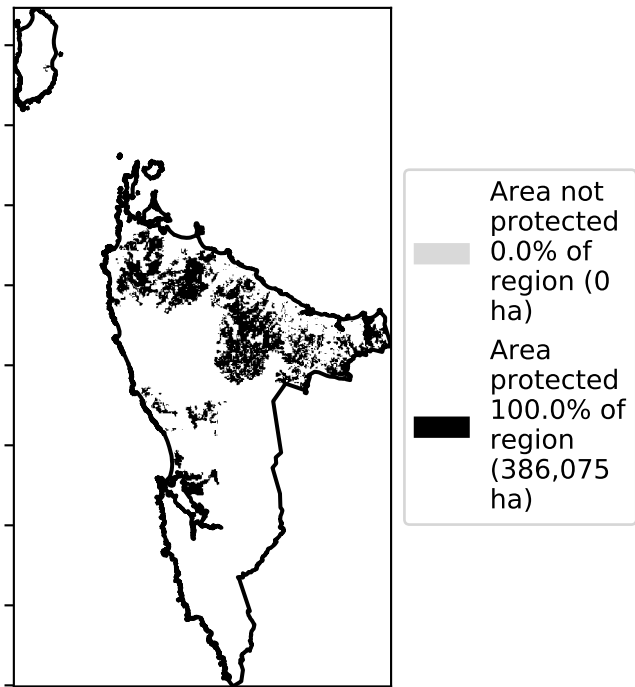 Area not
protected
0.0% of
region (0
ha)
Area
protected
100.0% of
region
(386,075
ha)